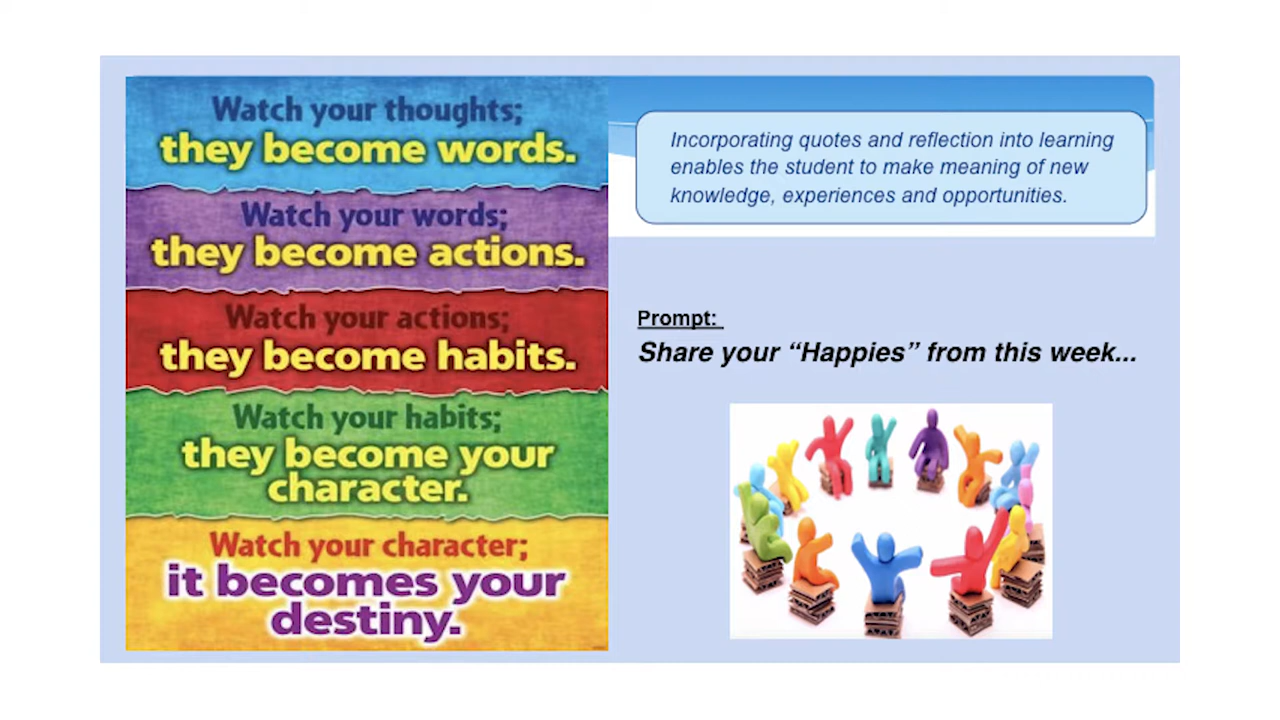 Watch your thoughts;
they become words.
Watch your words;
they become actions.
Watch your actions;
they become habits.
Watch your habits;
they become your
character.
Watch your character;
it becomes your
destiny.
Incorporating quotes and reflection into learning
enables the student to make meaning of new
knowledge, experiences and opportunities.
Prompt:
Share your “Happies” from this week...